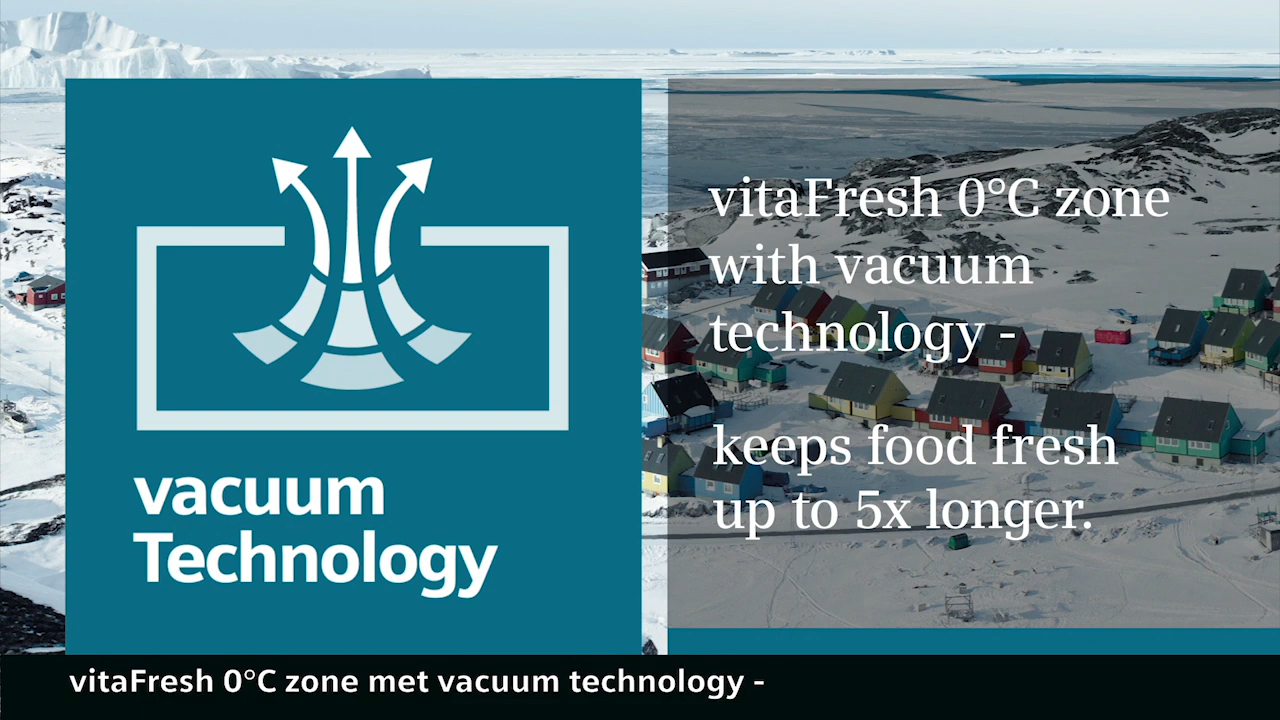 vacuum
Technology
vitaFresh 0°C zone
with vacuum
technology -
keeps food fresh
up to 5x longer.
vitaFresh 0°C zone met vacuum technology -